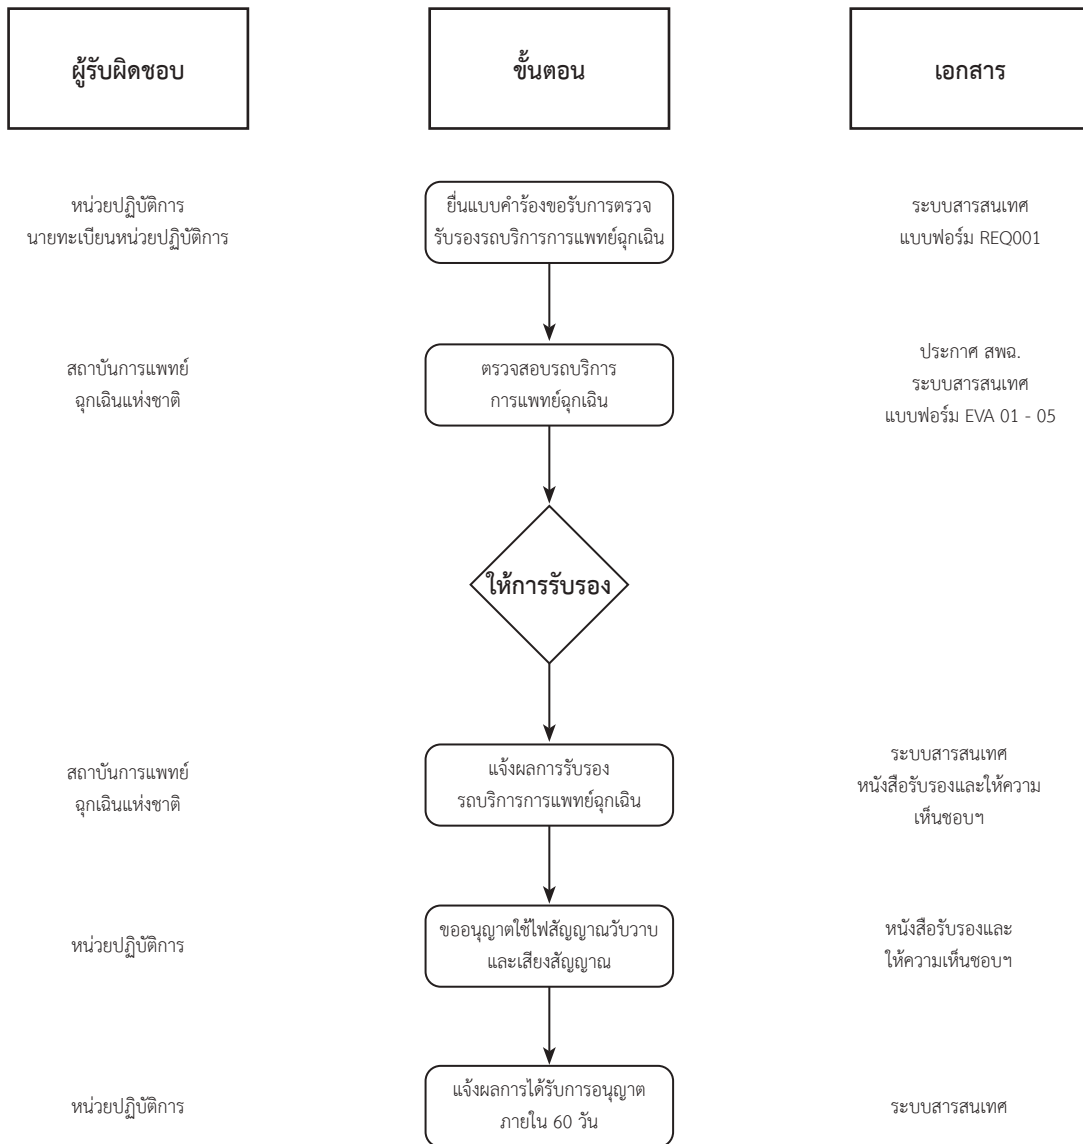 ผู้รับผิดชอบ
ขั้นตอน
เอกสาร
หน่วยปฏิบัติการ
นายทะเบียนหน่วยปฏิบัติการ
ยื่นแบบคำร้องขอรับการตรวจ
รับรองรถบริการการแพทย์ฉุกเฉิน
ระบบสารสนเทศ
แบบฟอร์ม REQ001
สถาบันการแพทย์
ฉุกเฉินแห่งชาติ
ตรวจสอบรถบริการ
การแพทย์ฉุกเฉิน
ประกาศ สพฉ.
ระบบสารสนเทศ
แบบฟอร์ม EVA 01 - 05
ให้การรับรอง
สถาบันการแพทย์
ฉุกเฉินแห่งชาติ
แจ้งผลการรับรอง
รถบริการการแพทย์ฉุกเฉิน
ระบบสารสนเทศ
หนังสือรับรองและให้ความ
เห็นชอบฯ
หน่วยปฏิบัติการ
ขออนุญาตใช้ไฟสัญญาณวับวาบ
และเสียงสัญญาณ
หนังสือรับรองและ
ให้ความเห็นชอบฯ
หน่วยปฏิบัติการ
แจ้งผลการได้รับการอนุญาต
ภายใน 60 วัน
ระบบสารสนเทศ